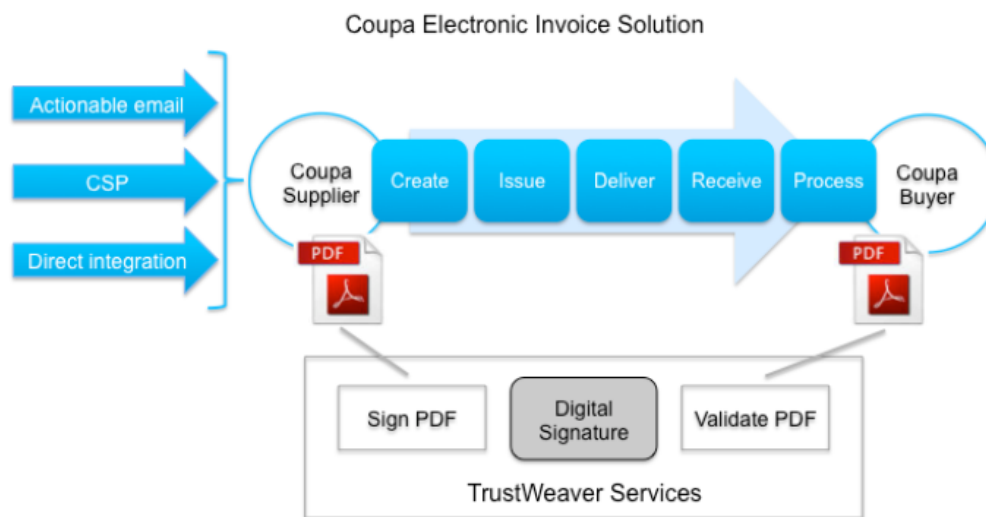 Coupa Electronic Invoice Solution
Actionable email
CSP
Direct integration
Coupa
Supplier
Create
Issue
Deliver
Receive
Process
Coupa
Buyer
PDF
PDF
Sign PDF
Digital
Signature
Validate PDF
TrustWeaver Services